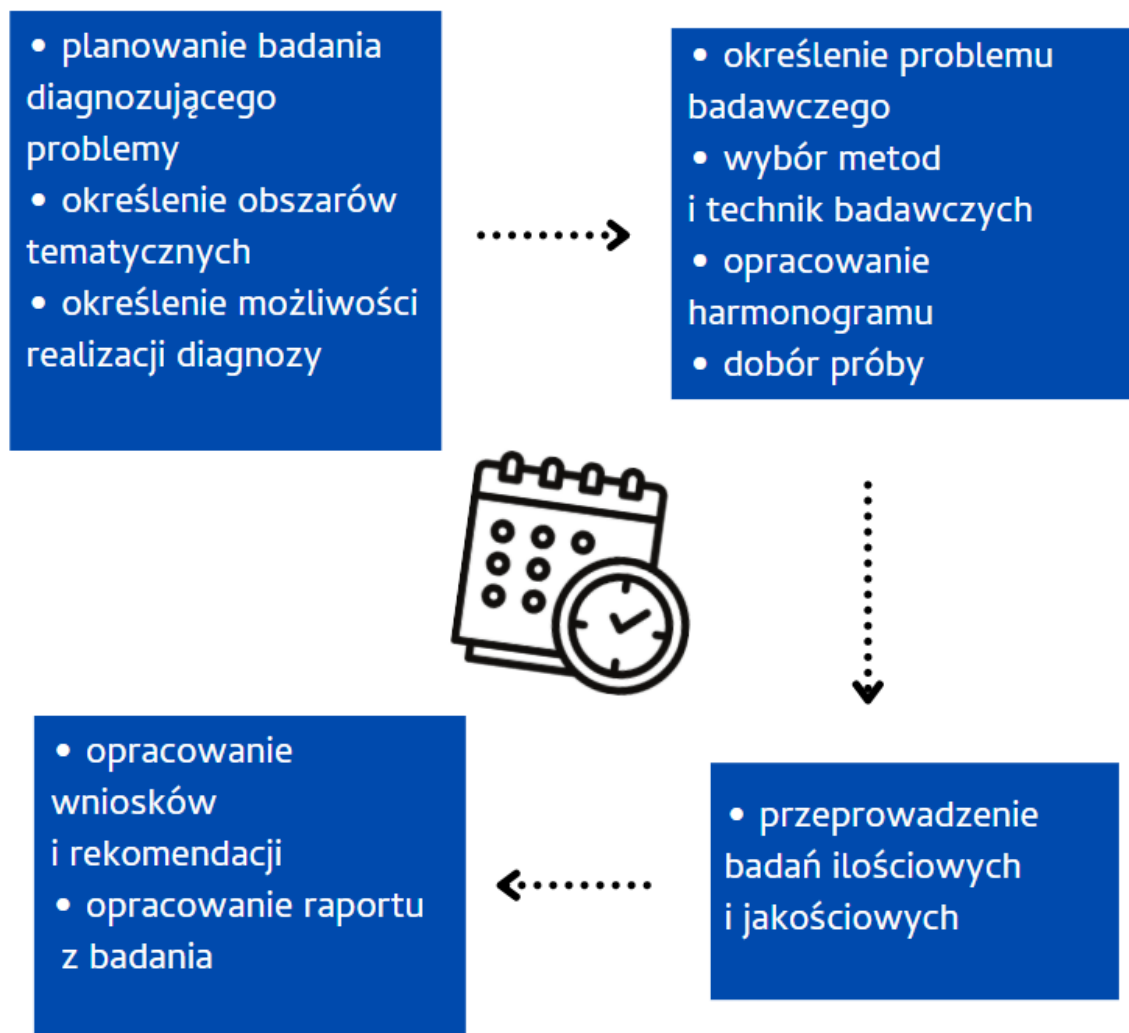 • planowanie badania
diagnozującego
problemy
• określenie obszarów
tematycznych
• określenie możliwości
realizacji diagnozy
• określenie problemu
badawczego
• wybór metod
i technik badawczych
• opracowanie
harmonogramu
• dobór próby
• przeprowadzenie
badań ilościowych
i jakościowych
• opracowanie
wniosków
i rekomendacji
• opracowanie raportu
z badania